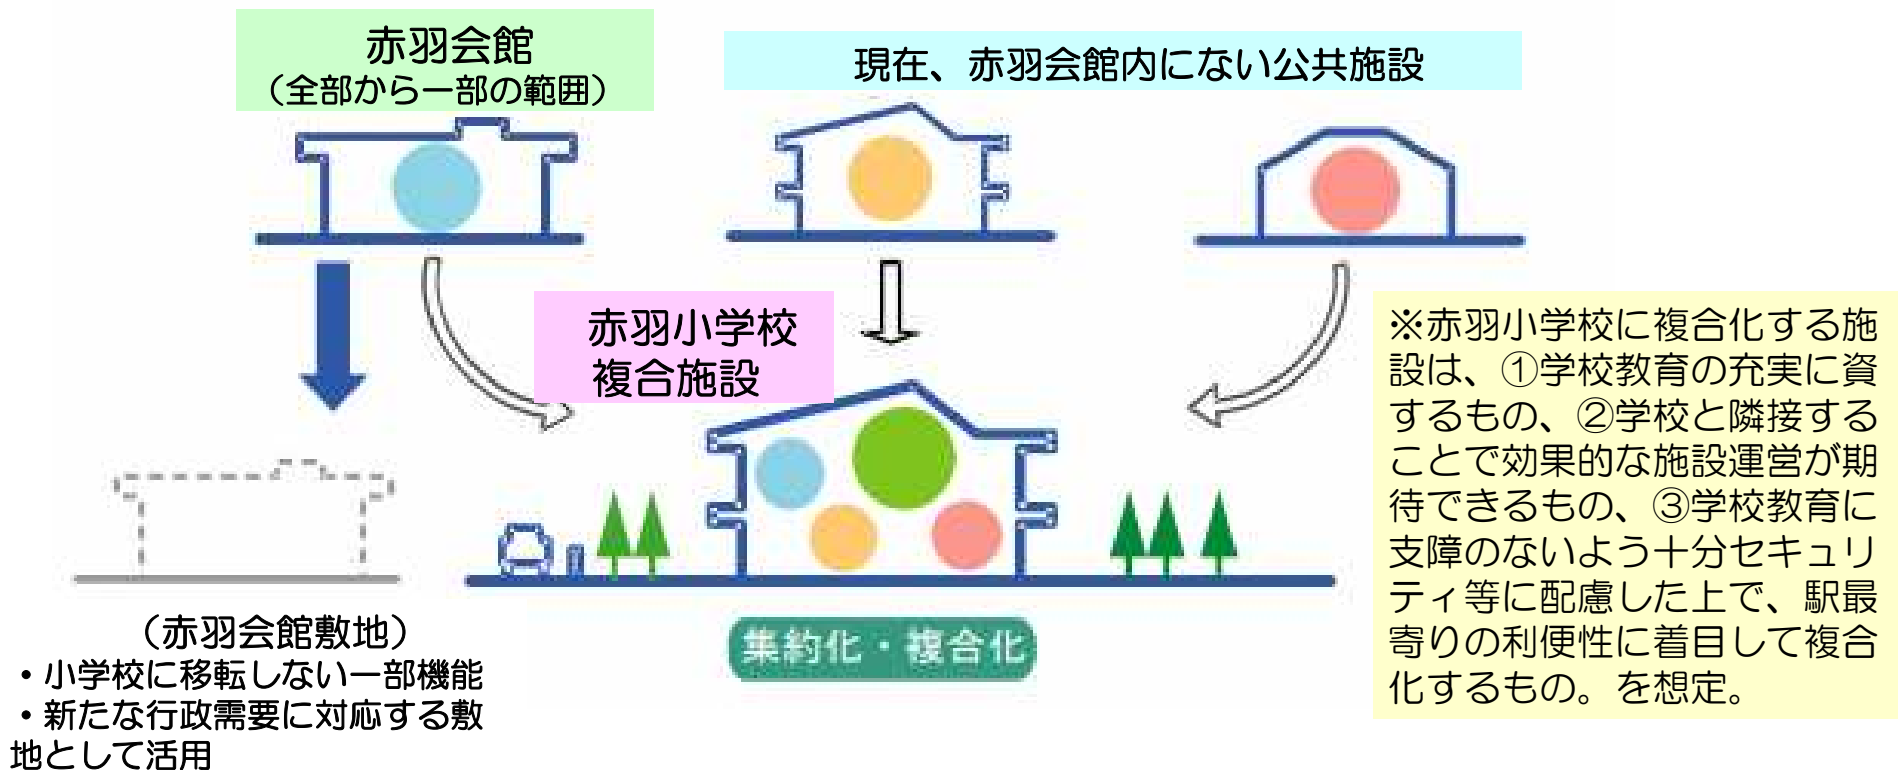 赤羽会館
（全部から一部の範囲）
現在、赤羽会館内にない公共施設
赤羽小学校
複合施設
※赤羽小学校に複合化する施
設は、①学校教育の充実に資
するもの、②学校と隣接する
ことで効果的な施設運営が期
待できるもの、③学校教育に
支障のないよう十分セキュリ
ティ等に配慮した上で、駅最
寄りの利便性に着目して複合
化するもの。を想定。
（赤羽会館敷地）
・小学校に移転しない一部機能
・新たな行政需要に対応する敷
地として活用
集約化・複合化